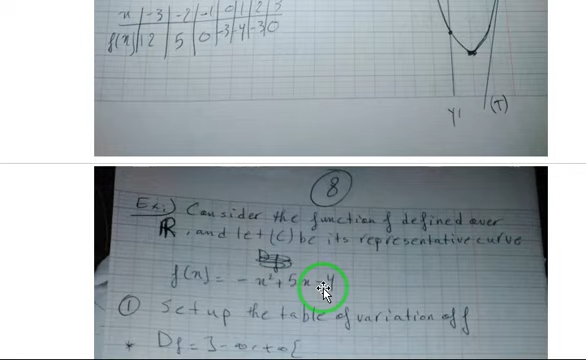 x | -3 | -2 | -1 | 0 | 1 | 2 | 3
f(x) | 12 | 5 | 0 | -3 | -4 | -3 | 0
y' (T)
8
Ex:) Consider the function f defined over
ℝ, and let (C) be its representative curve
f(x) = - x² + 5x - 4
① Set up the table of variation of f
* Df = ]-∞, +∞[